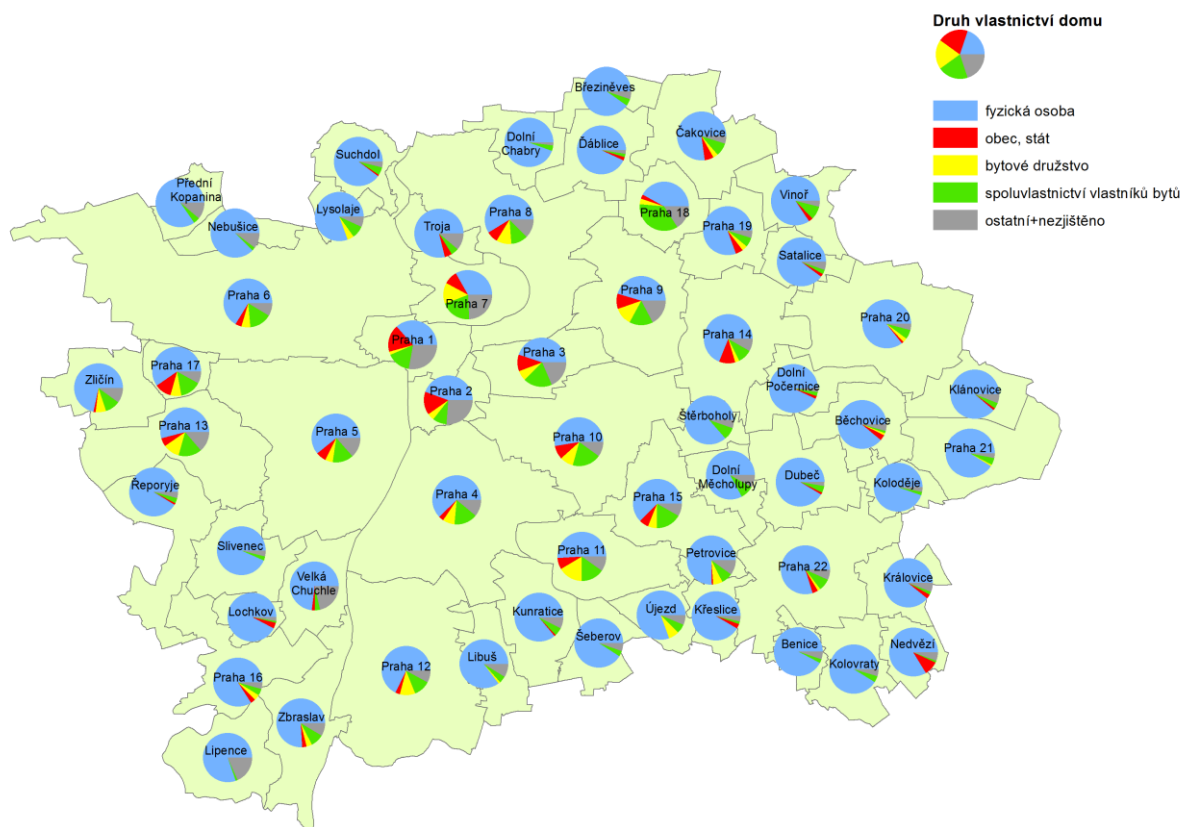 Druh vlastnictví domu
fyzická osoba
obec, stát
bytové družstvo
spoluvlastnictví vlastníků bytů
ostatní+nezjištěno
Březiněves
Dolní
Chabry
Ďáblice
Čakovice
Suchdol
Přední
Kopanina
Lysolaje
Nebušice
Troja
Praha 8
Praha 18
Vinoř
Praha 19
Satalice
Praha 6
Praha 7
Praha 9
Praha 20
Praha 1
Praha 3
Praha 14
Praha 17
Zličín
Praha 2
Dolní
Počernice
Klánovice
Štěrboholy
Běchovice
Praha 13
Praha 5
Praha 10
Praha 21
Řeporyje
Praha 4
Praha 15
Dolní
Měcholupy
Dubeč
Koloděje
Slivenec
Praha 11
Petrovice
Praha 22
Královice
Velká
Chuchle
Lochkov
Kunratice
Újezd
Křeslice
Šeberov
Benice
Kolovraty
Nedvězí
Libuš
Praha 12
Praha 16
Zbraslav
Lipence